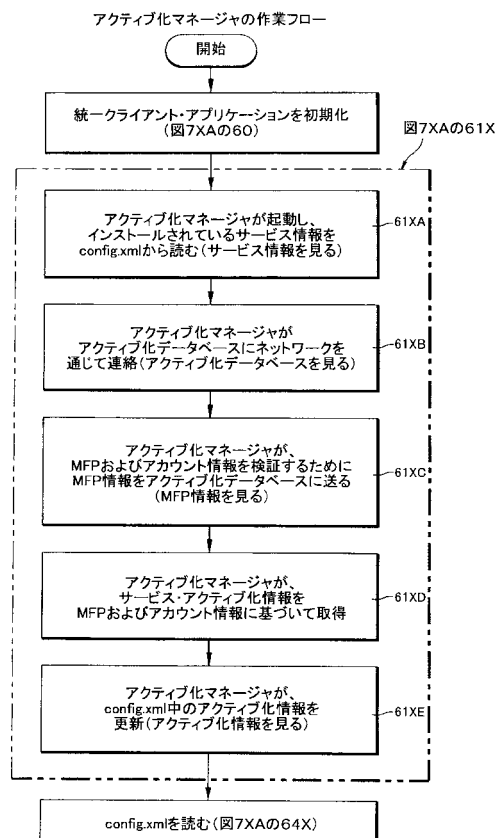 アクティブ化マネージャの作業フロー
開始
統一クライアント・アプリケーションを初期化
(図7XAの60)
図7XAの61X
アクティブ化マネージャが起動し、
インストールされているサービス情報を
config.xmlから読む(サービス情報を見る)
61XA
アクティブ化マネージャが
アクティブ化データベースにネットワークを
通じて連絡(アクティブ化データベースを見る)
61XB
アクティブ化マネージャが、
MFPおよびアカウント情報を検証するために
MFP情報をアクティブ化データベースに送る
(MFP情報を見る)
61XC
アクティブ化マネージャが、
サービス・アクティブ化情報を
MFPおよびアカウント情報に基づいて取得
61XD
アクティブ化マネージャが、
config.xml中のアクティブ化情報を
更新(アクティブ化情報を見る)
61XE
config.xmlを読む(図7XAの64X)